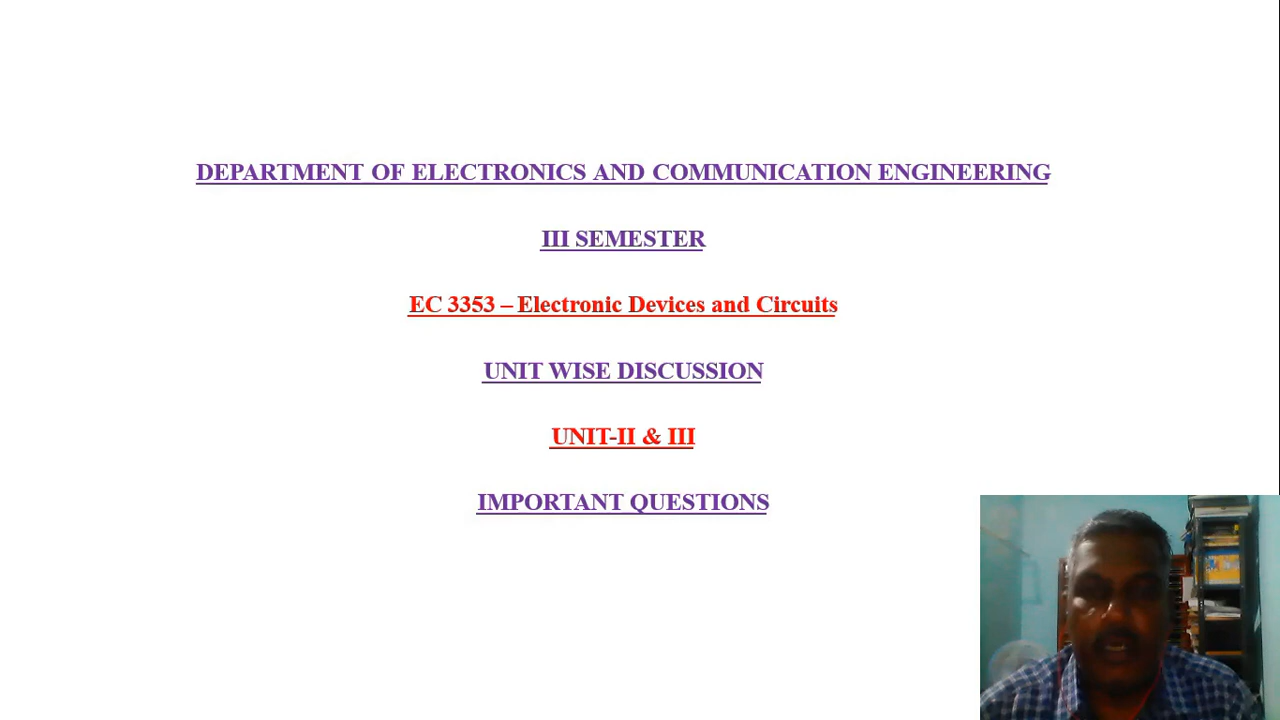 DEPARTMENT OF ELECTRONICS AND COMMUNICATION ENGINEERING
III SEMESTER
EC 3353 – Electronic Devices and Circuits
UNIT WISE DISCUSSION
UNIT-II & III
IMPORTANT QUESTIONS